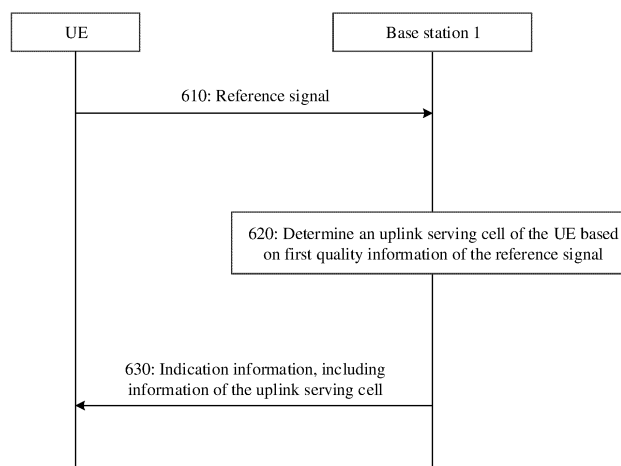 UE
Base station 1
610: Reference signal
620: Determine an uplink serving cell of the UE based
on first quality information of the reference signal
630: Indication information, including
information of the uplink serving cell